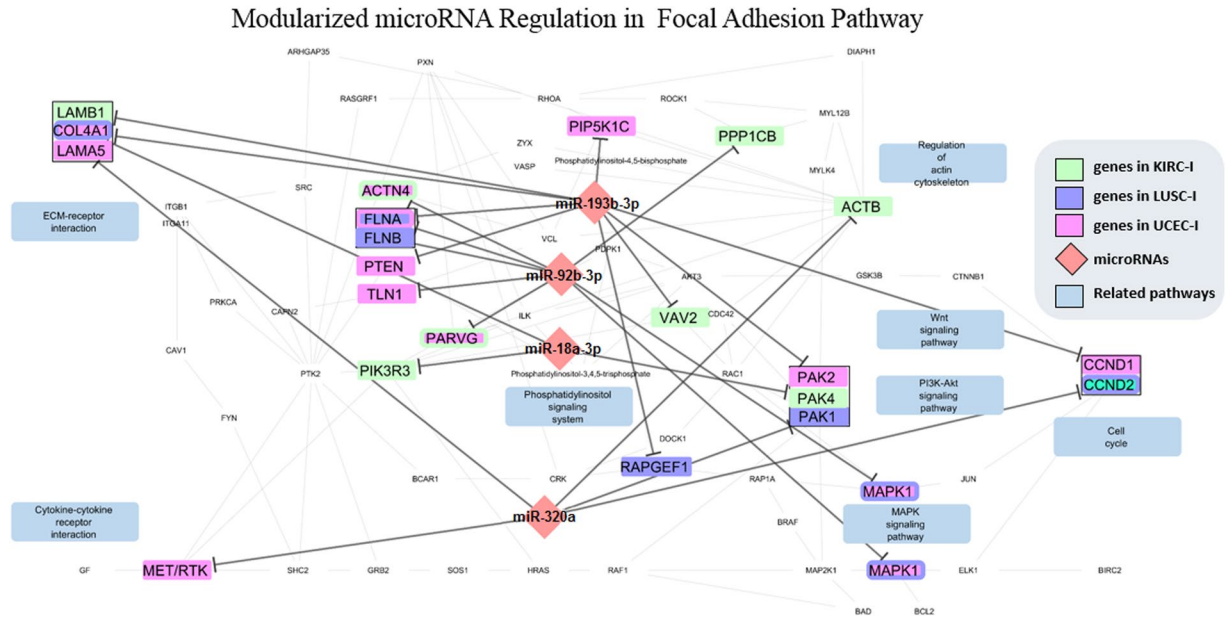 Modularized microRNA Regulation in Focal Adhesion Pathway
ARHGAP35
PXN
DIAPH1
RASGRF1
RHOA
ROCK1
MYL12B
LAMB1
COL4A1
LAMA5
PIP5K1C
PPP1CB
ZYX
VASP
Phosphatidylinositol-4,5-bisphosphate
MYLK4
Regulation
of
actin
cytoskeleton
genes in KIRC-I
genes in LUSC-I
genes in UCEC-I
microRNAs
Related pathways
SRC
ACTN4
miR-193b-3p
ACTB
ITGB1
ITGA11
ECM-receptor
interaction
FLNA
FLNB
VCL
PDPK1
PTEN
miR-92b-3p
AKT3
GSK3B
CTNNB1
TLN1
PRKCA
CAPN2
ILK
VAV2
CDC42
Wnt
signaling
pathway
PARVG
miR-18a-3p
CAV1
PTK2
PIK3R3
Phosphatidylinositol-3,4,5-trisphosphate
RAC1
PAK2
PAK4
PAK1
CCND1
CCND2
Phosphatidylinositol
signaling
system
PI3K-Akt
signaling
pathway
FYN
DOCK1
Cell
cycle
RAPGEF1
BCAR1
CRK
RAP1A
MAPK1
JUN
miR-320a
Cytokine-cytokine
receptor
interaction
BRAF
MAPK
signaling
pathway
GF
MET/RTK
SHC2
GRB2
SOS1
HRAS
RAF1
MAP2K1
MAPK1
ELK1
BIRC2
BAD
BCL2